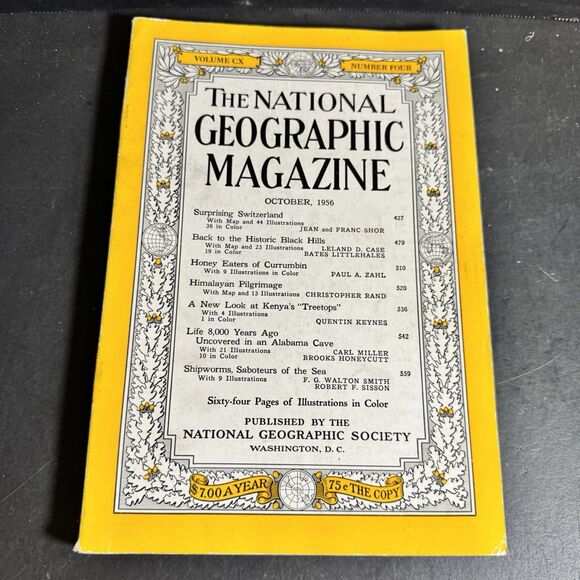 VOLUME CX NUMBER FOUR
THE NATIONAL
GEOGRAPHIC
MAGAZINE
OCTOBER, 1956
Surprising Switzerland 427
With Map and 44 Illustrations
36 in Color JEAN and FRANC SHOR
Back to the Historic Black Hills 479
With Map and 23 Illustrations LELAND D. CASE
19 in Color BATES LITTLEHALES
Honey Eaters of Currumbin 510
With 9 Illustrations in Color PAUL A. ZAHL
Himalayan Pilgrimage 520
With Map and 13 Illustrations CHRISTOPHER RAND
A New Look at Kenya's "Treetops" 536
With 4 Illustrations
1 in Color QUENTIN KEYNES
Life 8,000 Years Ago 542
Uncovered in an Alabama Cave
With 21 Illustrations CARL MILLER
10 in Color BROOKS HONEYCUTT
Shipworms, Saboteurs of the Sea 559
With 9 Illustrations F. G. WALTON SMITH
ROBERT F. SISSON
Sixty-four Pages of Illustrations in Color
PUBLISHED BY THE
NATIONAL GEOGRAPHIC SOCIETY
WASHINGTON, D. C.
$7.00 A YEAR 75c THE COPY